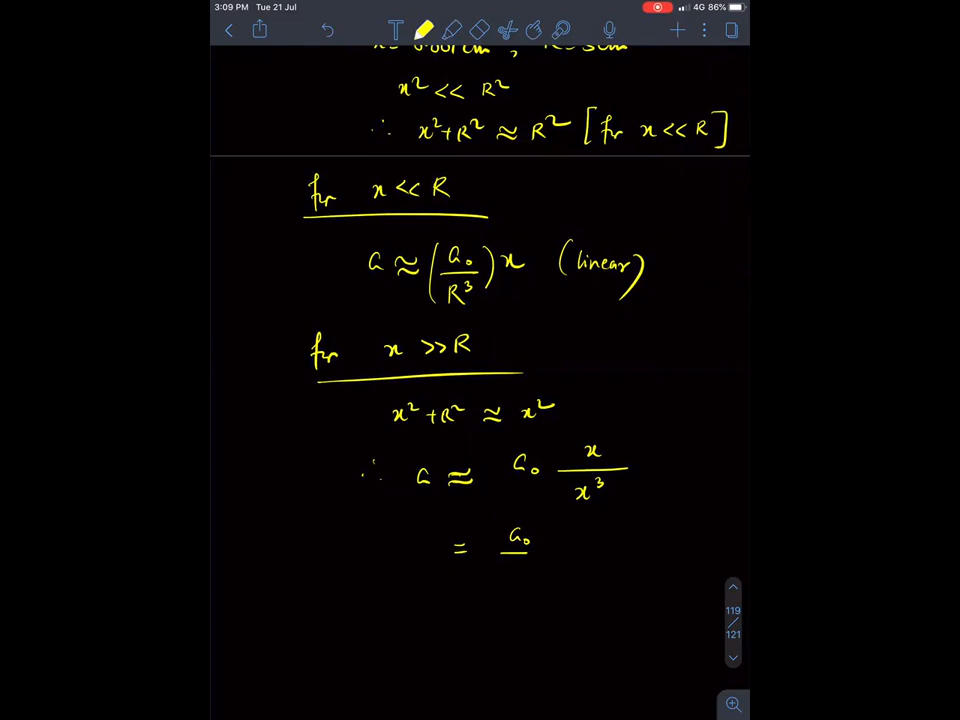 3:09 PM Tue 21 Jul 4G 86%
x² << R²
∴ x²+R² ≈ R² [for x << R]
for x << R
a ≈ (a₀/R³) x (linear)
for x >> R
x²+R² ≈ x²
∴ a ≈ a₀ x/x³
= a₀
119
/
121